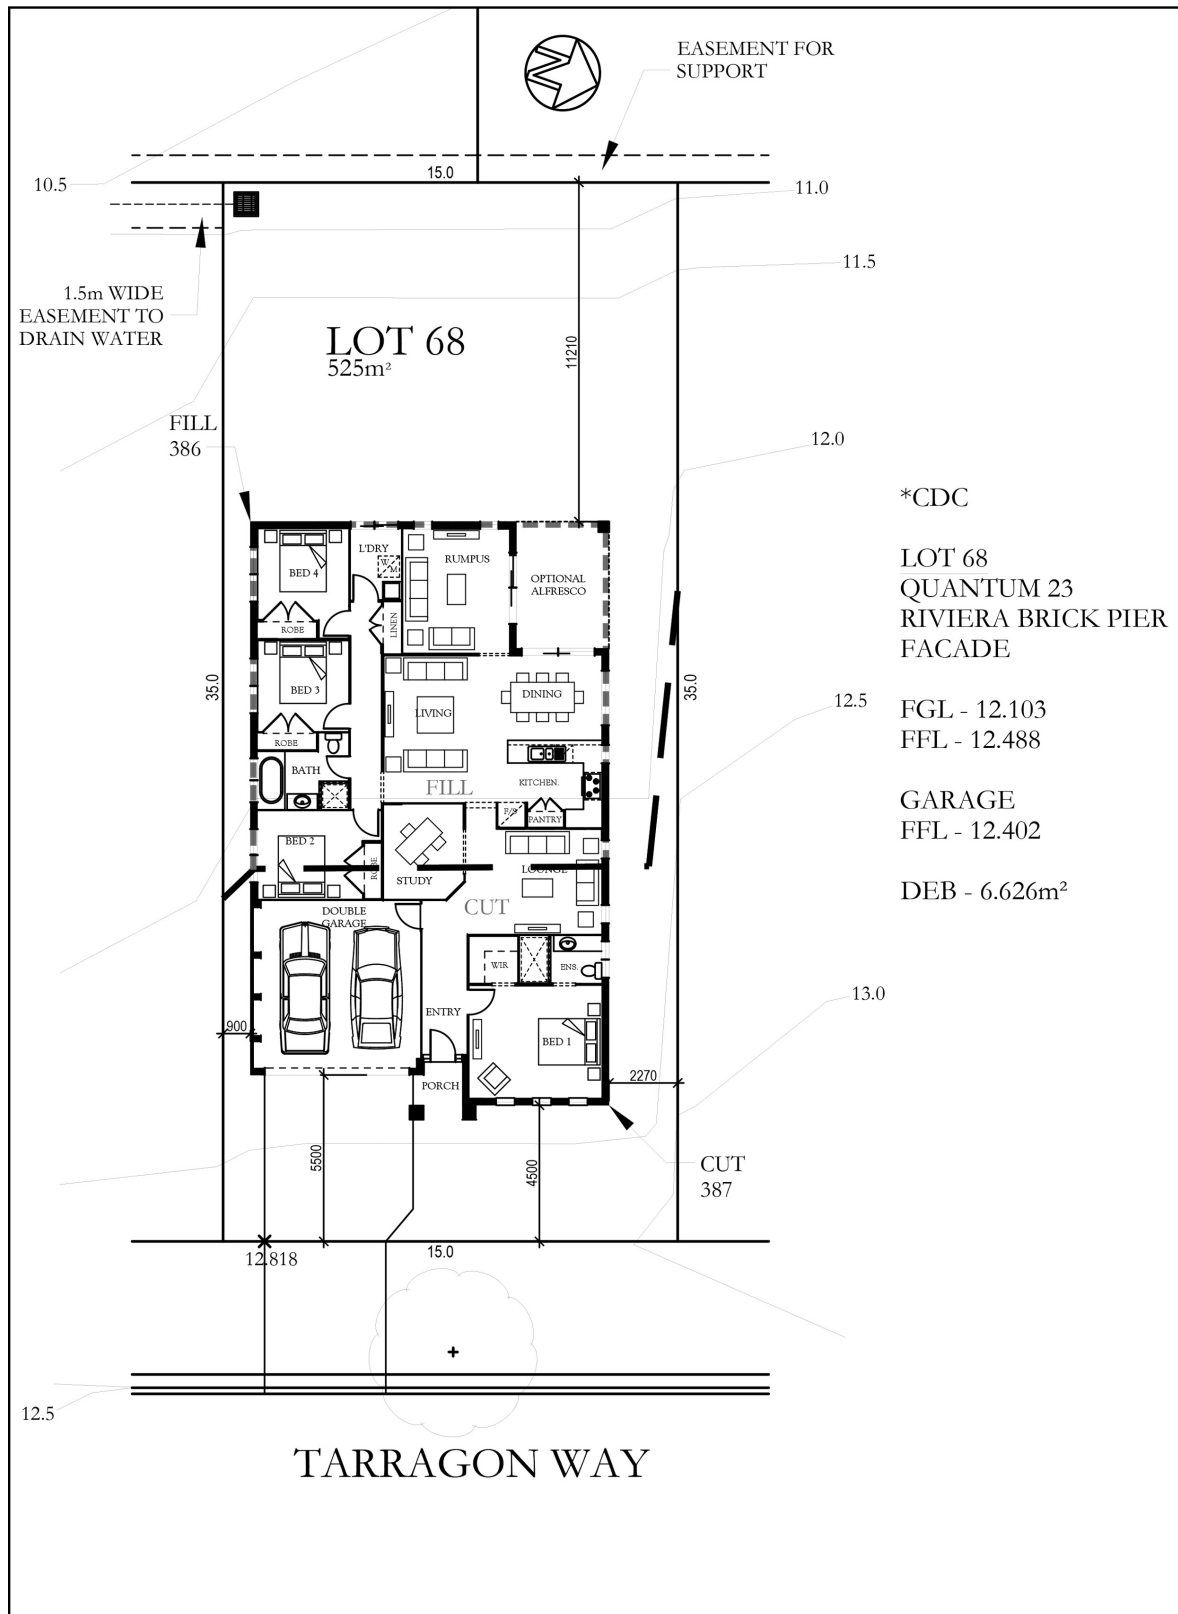 EASEMENT FOR
SUPPORT
N
15.0
10.5
11.0
11.5
1.5m WIDE
EASEMENT TO
DRAIN WATER
LOT 68
525m²
11210
FILL
386
12.0
*CDC
LOT 68
QUANTUM 23
RIVIERA BRICK PIER
FACADE
FGL - 12.103
FFL - 12.488
GARAGE
FFL - 12.402
DEB - 6.626m²
L'DRY
W
M
RUMPUS
BED 4
OPTIONAL
ALFRESCO
ROBE
LINEN
35.0
35.0
BED 3
DINING
LIVING
12.5
ROBE
BATH
KITCHEN.
FILL
F/S
PANTRY
BED 2
ROBE
STUDY
LOUNGE
DOUBLE
GARAGE
CUT
WIR
ENS.
13.0
ENTRY
900
BED 1
PORCH
2270
5500
4500
CUT
387
12.818
15.0
12.5
TARRAGON WAY